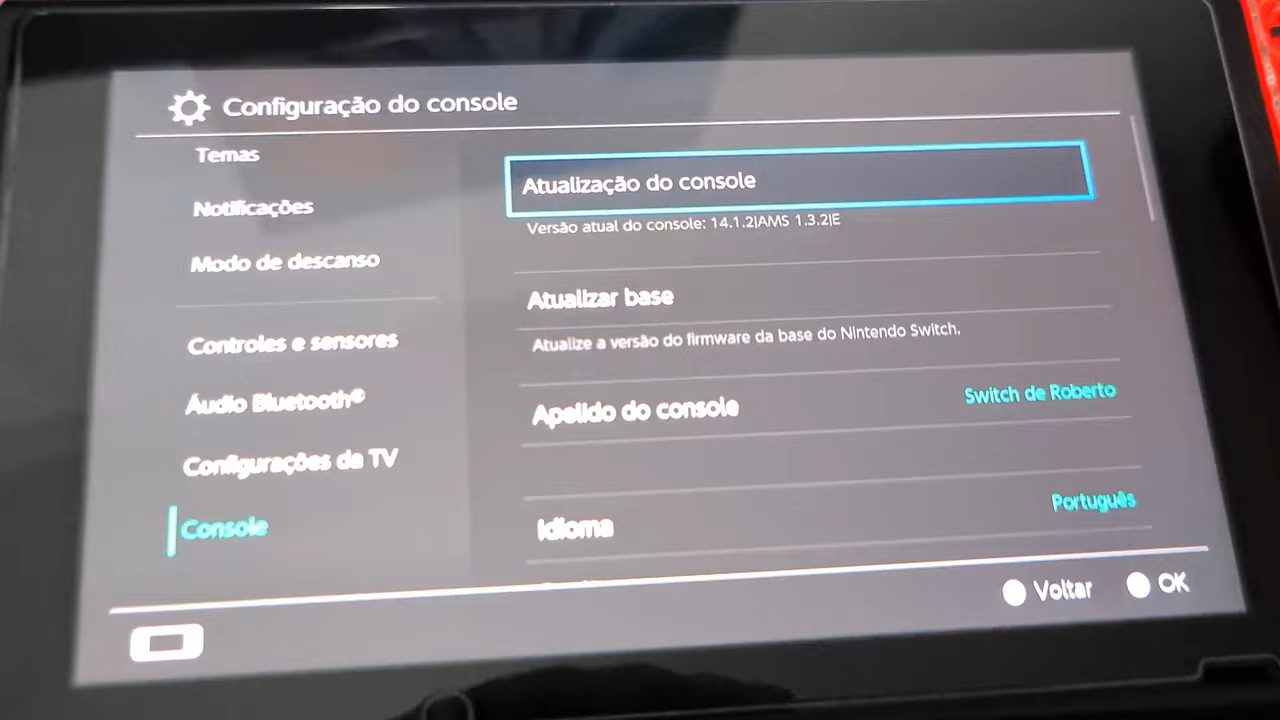 Configuração do console
Temas
Notificações
Modo de descanso
Controles e sensores
Áudio Bluetooth®
Configurações da TV
Console
Atualização do console
Versão atual do console: 14.1.2|AMS 1.3.2|E
Atualizar base
Atualize a versão do firmware da base do Nintendo Switch.
Apelido do console
Switch de Roberto
Idioma
Português
Voltar
OK